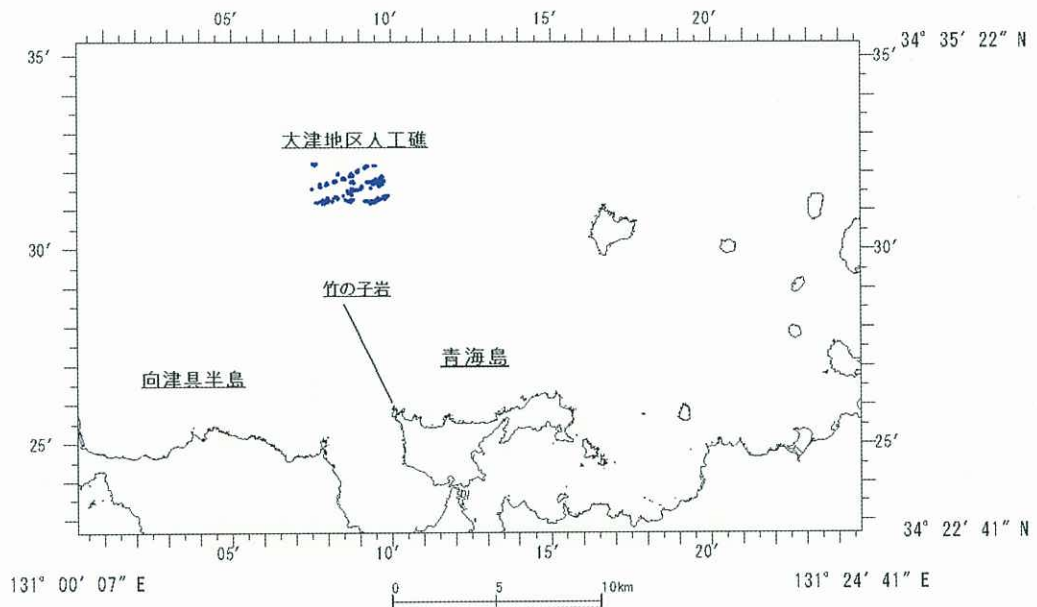 05′ 10′ 15′ 20′
35′ 35′ 34° 35′ 22″ N
大津地区人工礁
30′ 30′
竹の子岩
青海島
向津具半島
25′ 25′
34° 22′ 41″ N
05′ 10′ 15′ 20′
131° 00′ 07″ E 131° 24′ 41″ E
0 5 10km